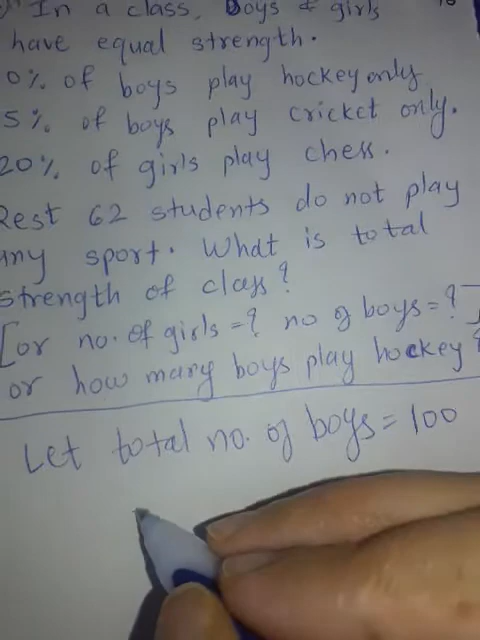 In a class, Boys & girls
have equal strength.
0% of boys play hockey only
5% of boys play cricket only.
20% of girls play chess.
Rest 62 students do not play
any sport. What is total
strength of class?
[or no. of girls = ? no of boys = ?]
or how many boys play hockey?
Let total no. of boys = 100